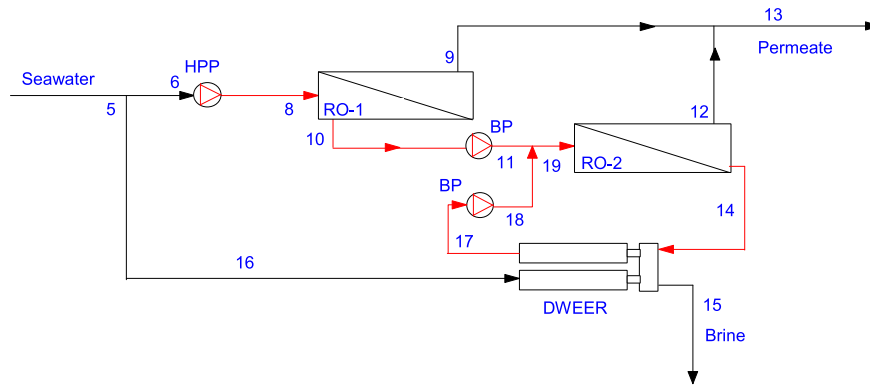 13
HPP
9
Permeate
Seawater
6
5
8
RO-1
12
10
BP
11
19
RO-2
BP
18
14
17
16
DWEER
15
Brine